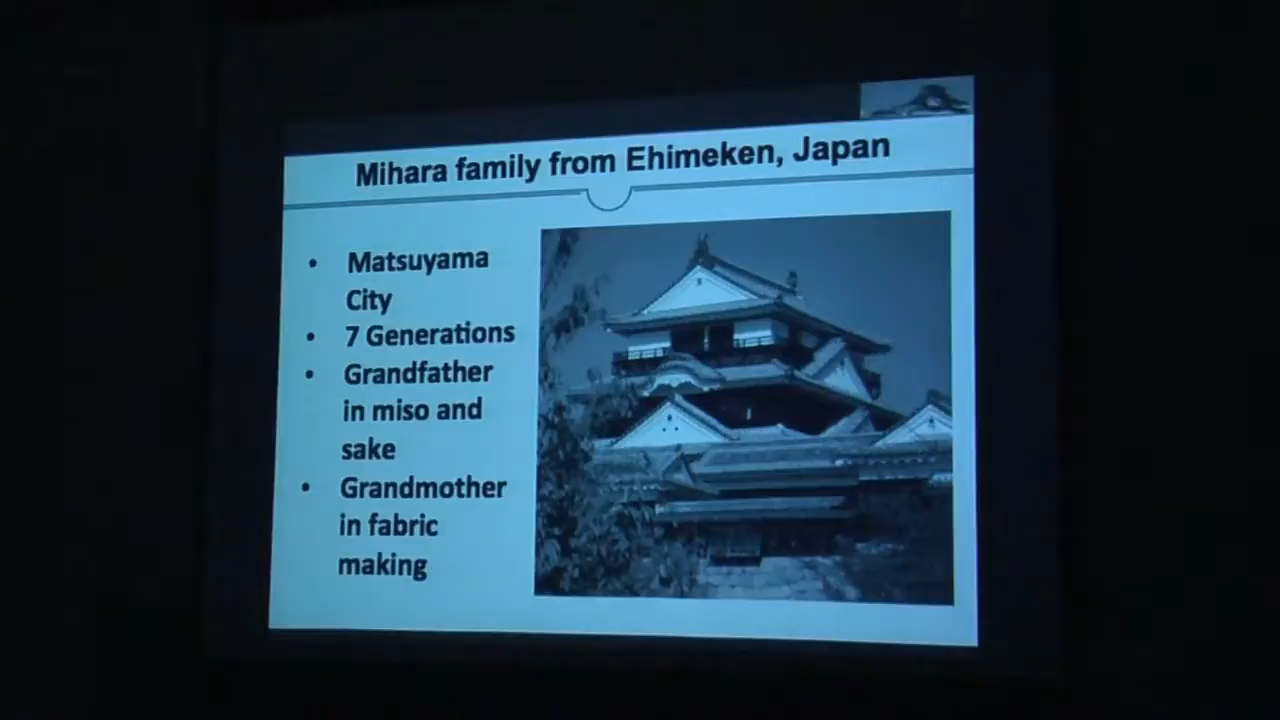 Mihara family from Ehimeken, Japan
• Matsuyama
City
• 7 Generations
• Grandfather
in miso and
sake
• Grandmother
in fabric
making